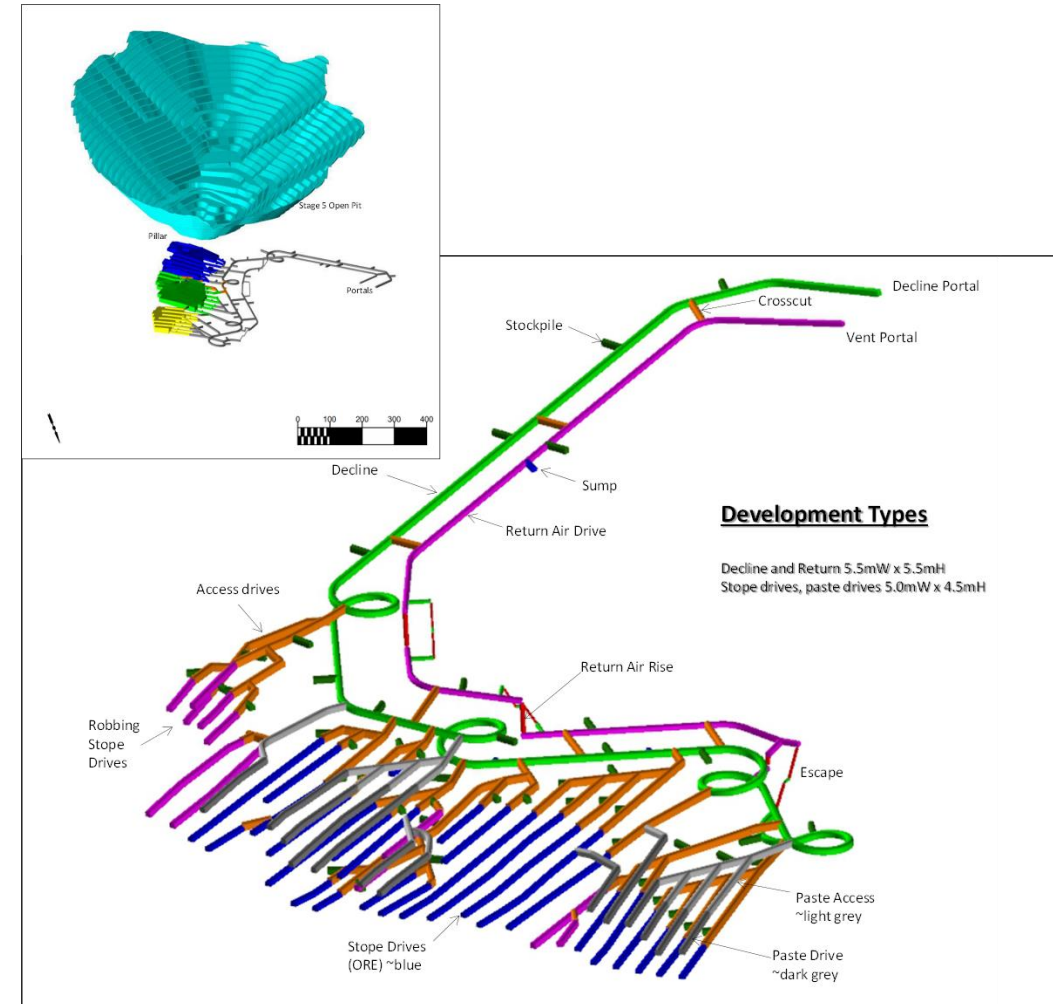 Stage 5 Open Pit
Pillar
Portals
0 100 200 300 400
Decline Portal
Crosscut
Stockpile
Vent Portal
Decline
Sump
Development Types
Return Air Drive
Decline and Return 5.5mW x 5.5mH
Stope drives, paste drives 5.0mW x 4.5mH
Access drives
Return Air Rise
Robbing
Stope
Drives
Escape
Paste Access
~light grey
Stope Drives
(ORE) ~blue
Paste Drive
~dark grey